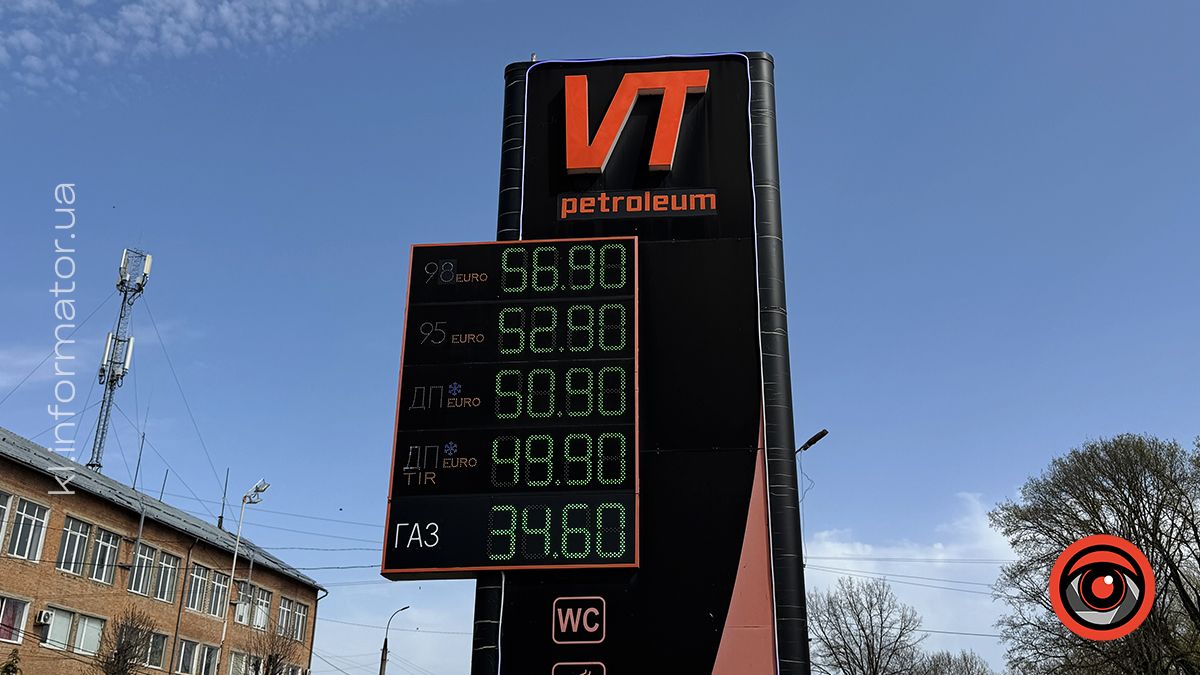 VT
petroleum
98 EURO 56.90
95 EURO 52.90
ДП EURO 50.90
ДП TIR EURO 49.90
ГАЗ 34.60
WC
kl.informator.ua